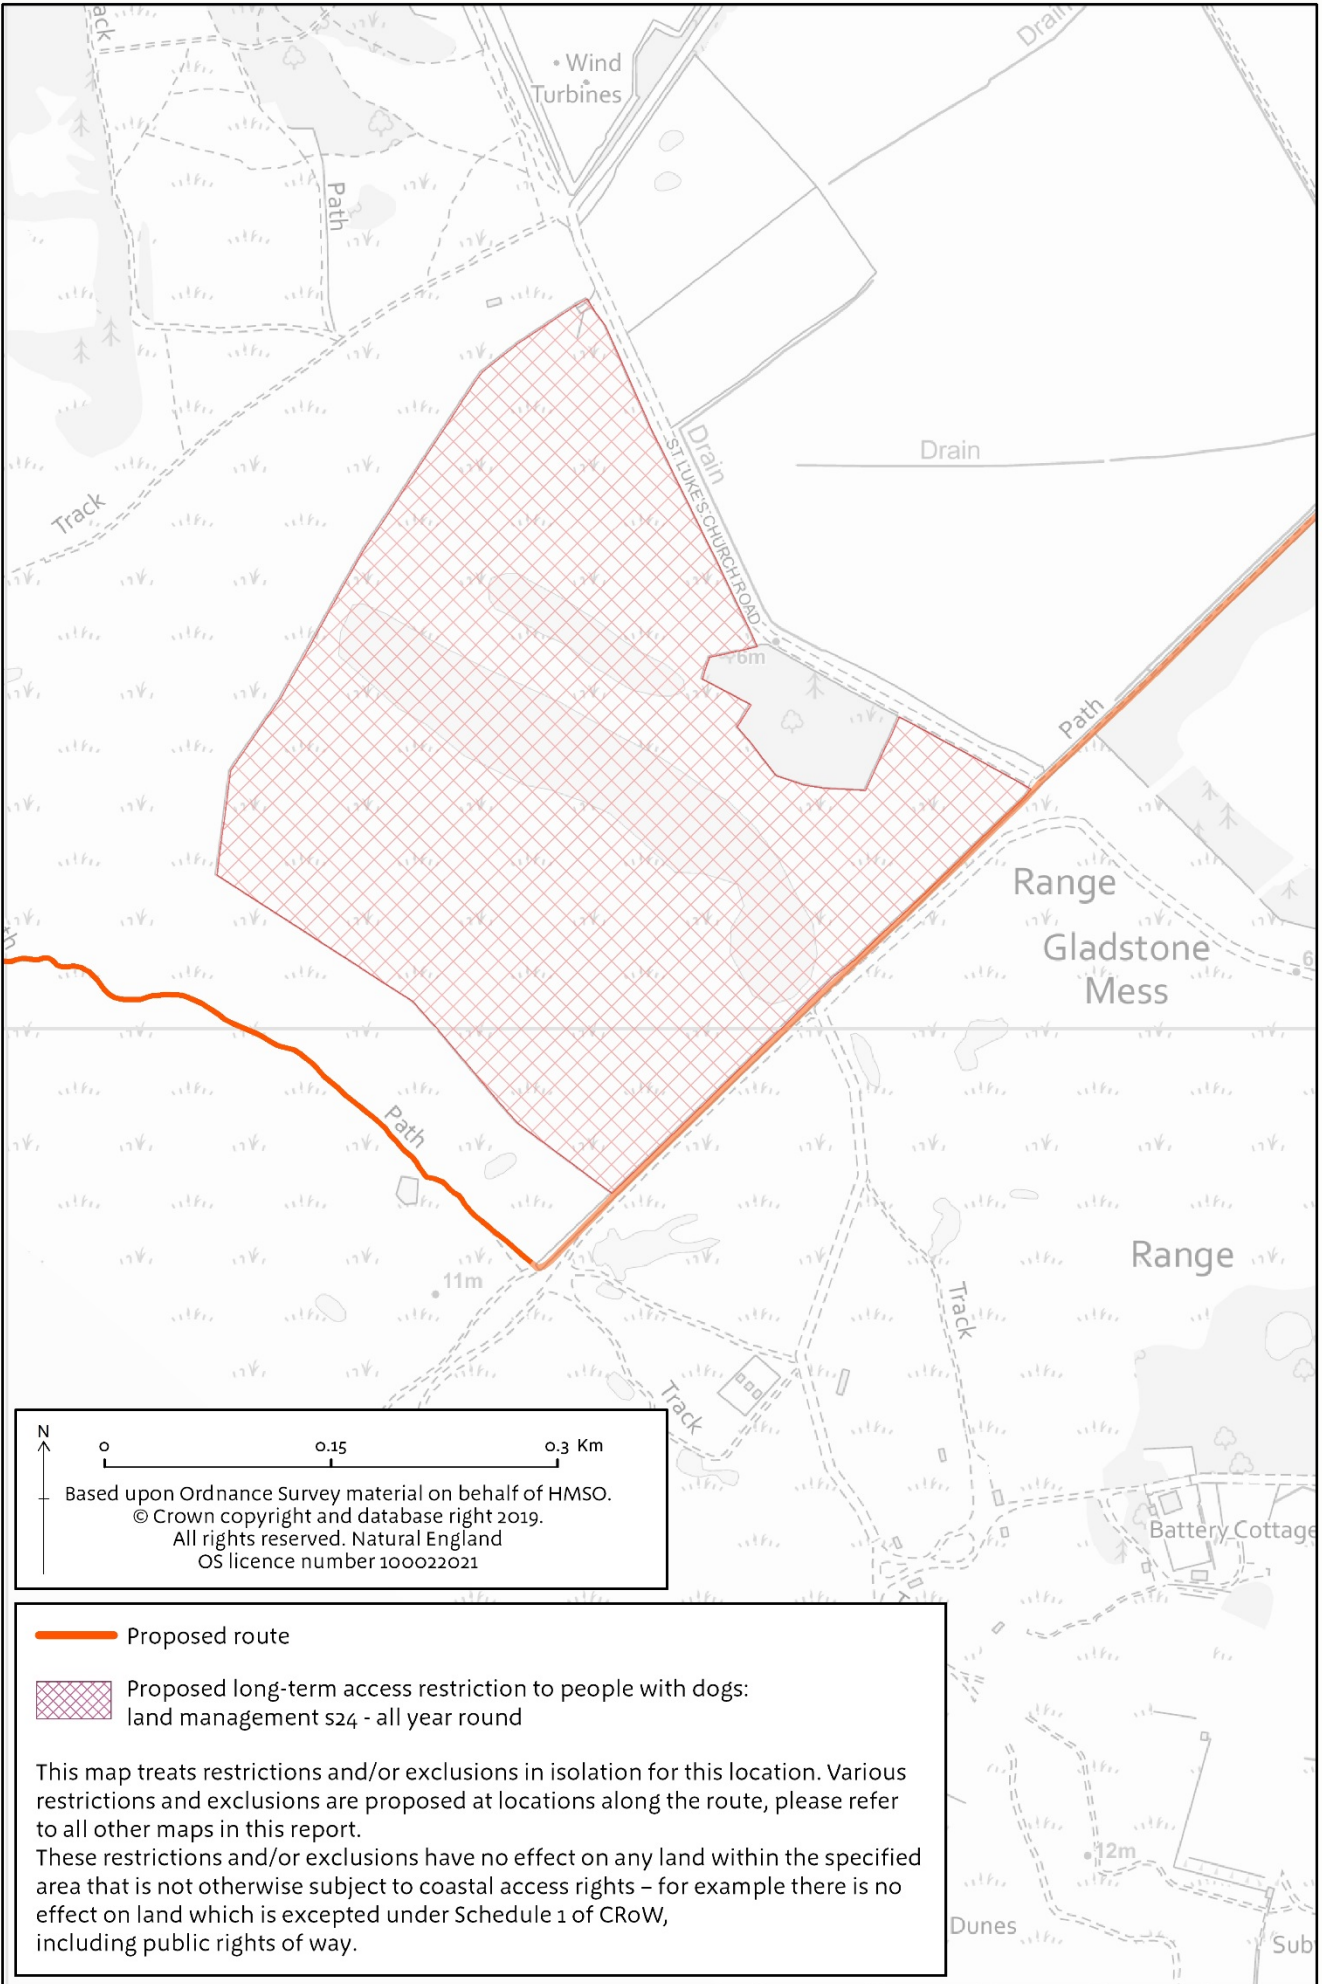 ack
Wind
Turbines
Drain
Path
Drain
ST LUKE'S CHURCH ROAD
Drain
Track
6m
Path
Range
Gladstone
Mess
6
th
Path
Range
11m
Track
Track
N
0 0.15 0.3 Km
Based upon Ordnance Survey material on behalf of HMSO.
© Crown copyright and database right 2019.
All rights reserved. Natural England
OS licence number 100022021
Battery Cottage
Proposed route
Proposed long-term access restriction to people with dogs:
land management s24 - all year round
This map treats restrictions and/or exclusions in isolation for this location. Various
restrictions and exclusions are proposed at locations along the route, please refer
to all other maps in this report.
These restrictions and/or exclusions have no effect on any land within the specified
area that is not otherwise subject to coastal access rights – for example there is no
effect on land which is excepted under Schedule 1 of CRoW,
including public rights of way.
12m
Dunes
Sub